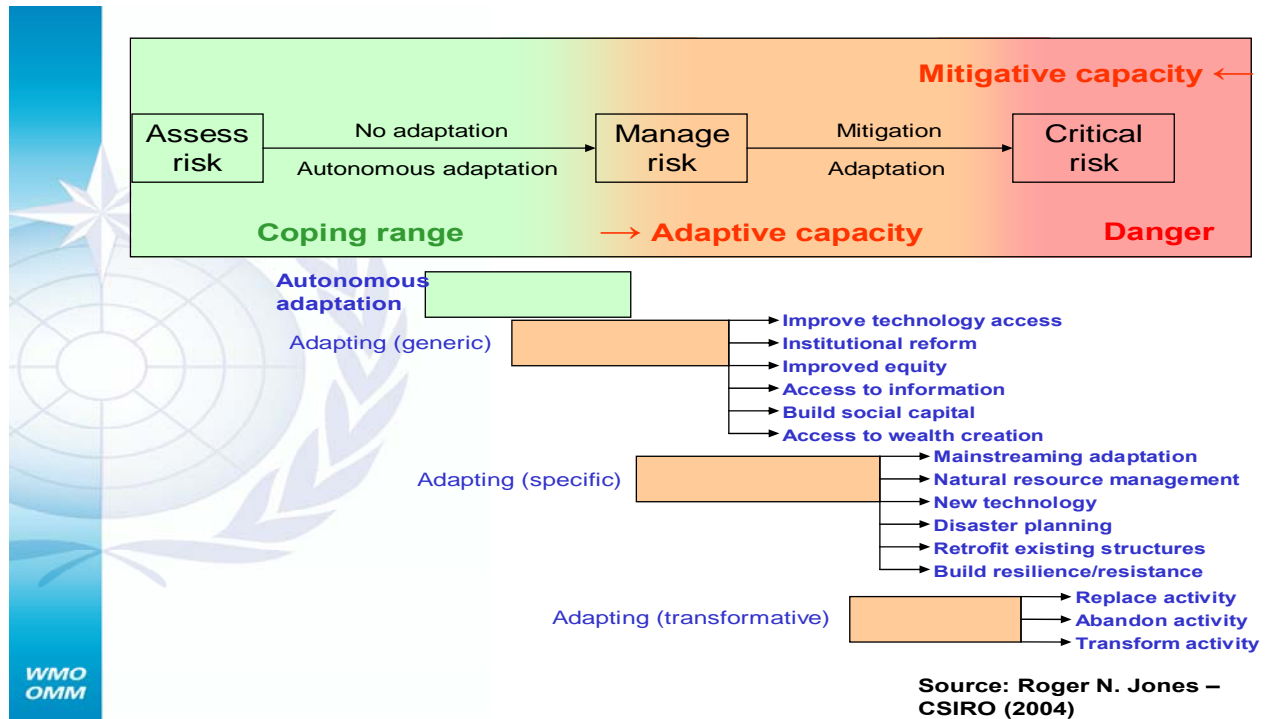 Mitigative capacity ←
Assess
risk
No adaptation
Autonomous adaptation
Manage
risk
Mitigation
Adaptation
Critical
risk
Coping range
→ Adaptive capacity
Danger
Autonomous
adaptation
Adapting (generic)
Improve technology access
Institutional reform
Improved equity
Access to information
Build social capital
Access to wealth creation
Adapting (specific)
Mainstreaming adaptation
Natural resource management
New technology
Disaster planning
Retrofit existing structures
Build resilience/resistance
Adapting (transformative)
Replace activity
Abandon activity
Transform activity
WMO
OMM
Source: Roger N. Jones –
CSIRO (2004)